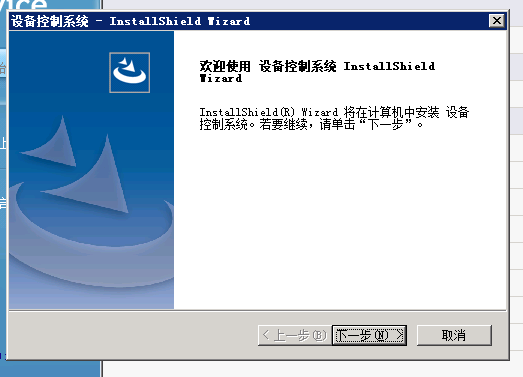 vice
设备控制系统 - InstallShield Wizard
欢迎使用 设备控制系统 InstallShield
Wizard
InstallShield(R) Wizard 将在计算机中安装 设备
控制系统。若要继续，请单击“下一步”。
< 上一步(B)
下一步(N) >
取消